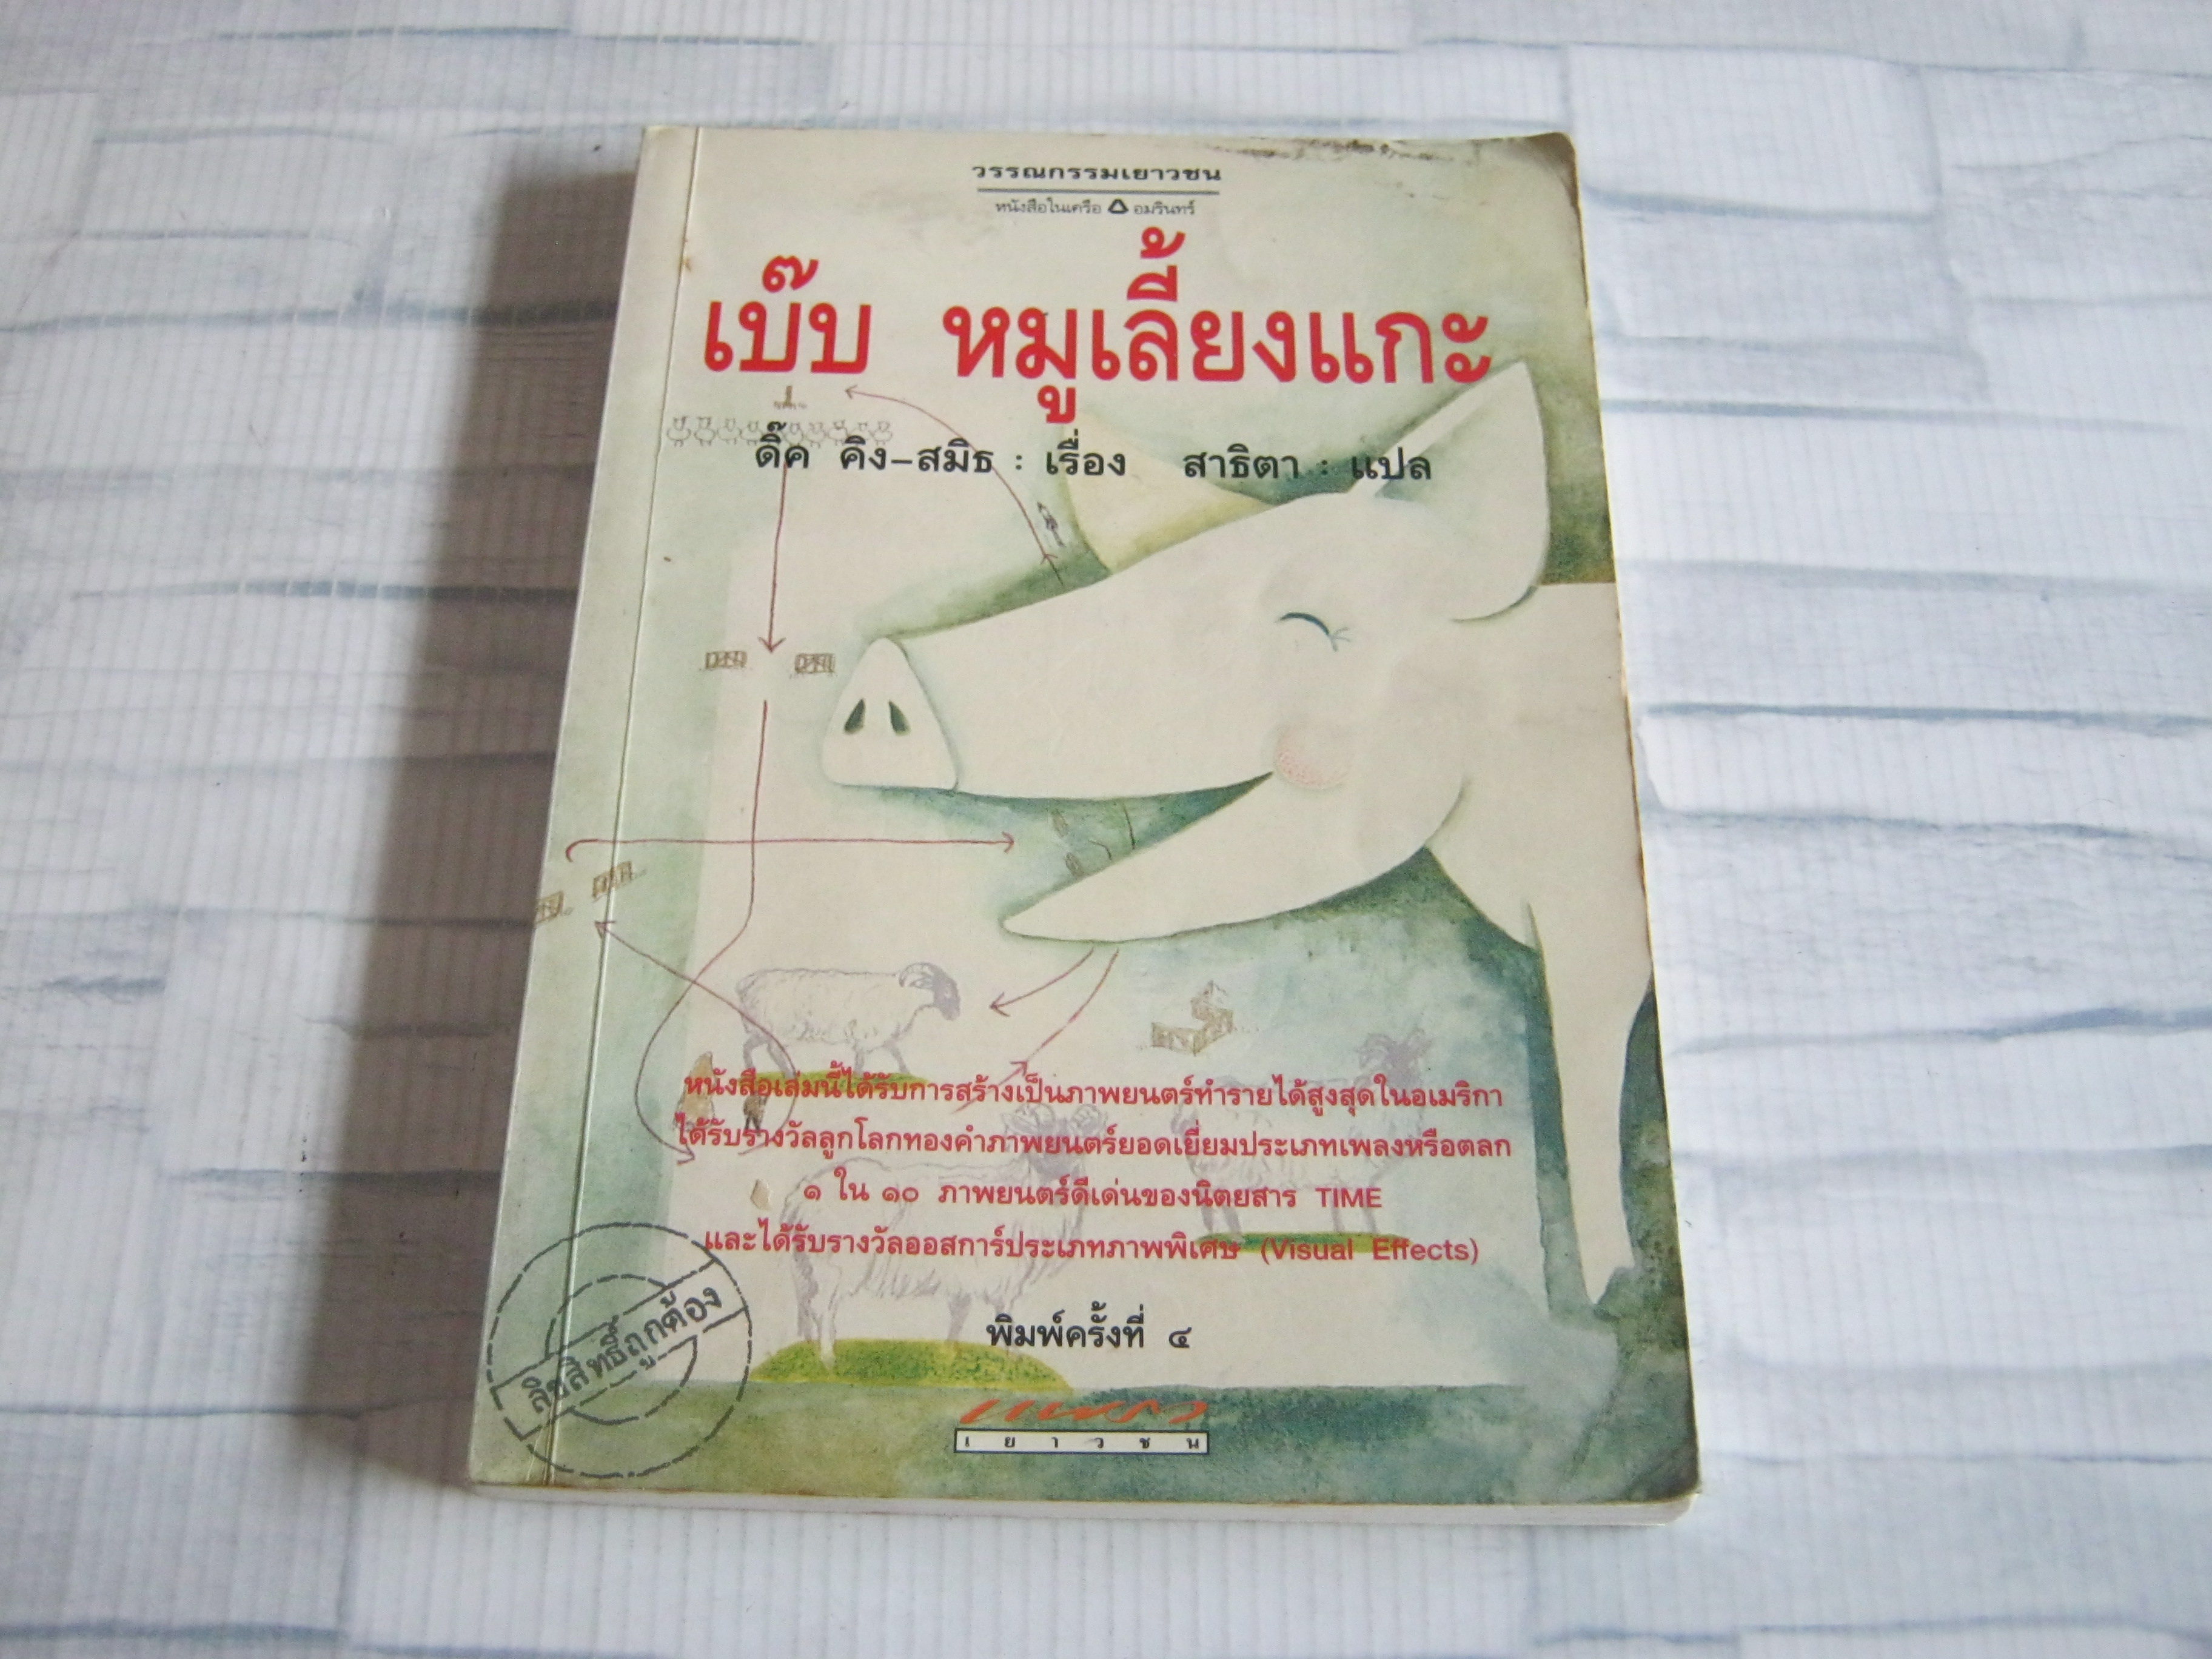 วรรณกรรมเยาวชน
หนังสือในเครือ อมรินทร์
เบ๊บ หมูเลี้ยงแกะ
ดิ๊ค คิง-สมิธ : เรื่อง สาธิตา : แปล
หนังสือเล่มนี้ได้รับการสร้างเป็นภาพยนตร์ทำรายได้สูงสุดในอเมริกา
ได้รับรางวัลลูกโลกทองคำภาพยนตร์ยอดเยี่ยมประเภทเพลงหรือตลก
๑ ใน ๑๐ ภาพยนตร์ดีเด่นของนิตยสาร TIME
และได้รับรางวัลออสการ์ประเภทภาพพิเศษ (Visual Effects)
ลิขสิทธิ์ถูกต้อง
พิมพ์ครั้งที่ ๔
แพรว
เยาวชน